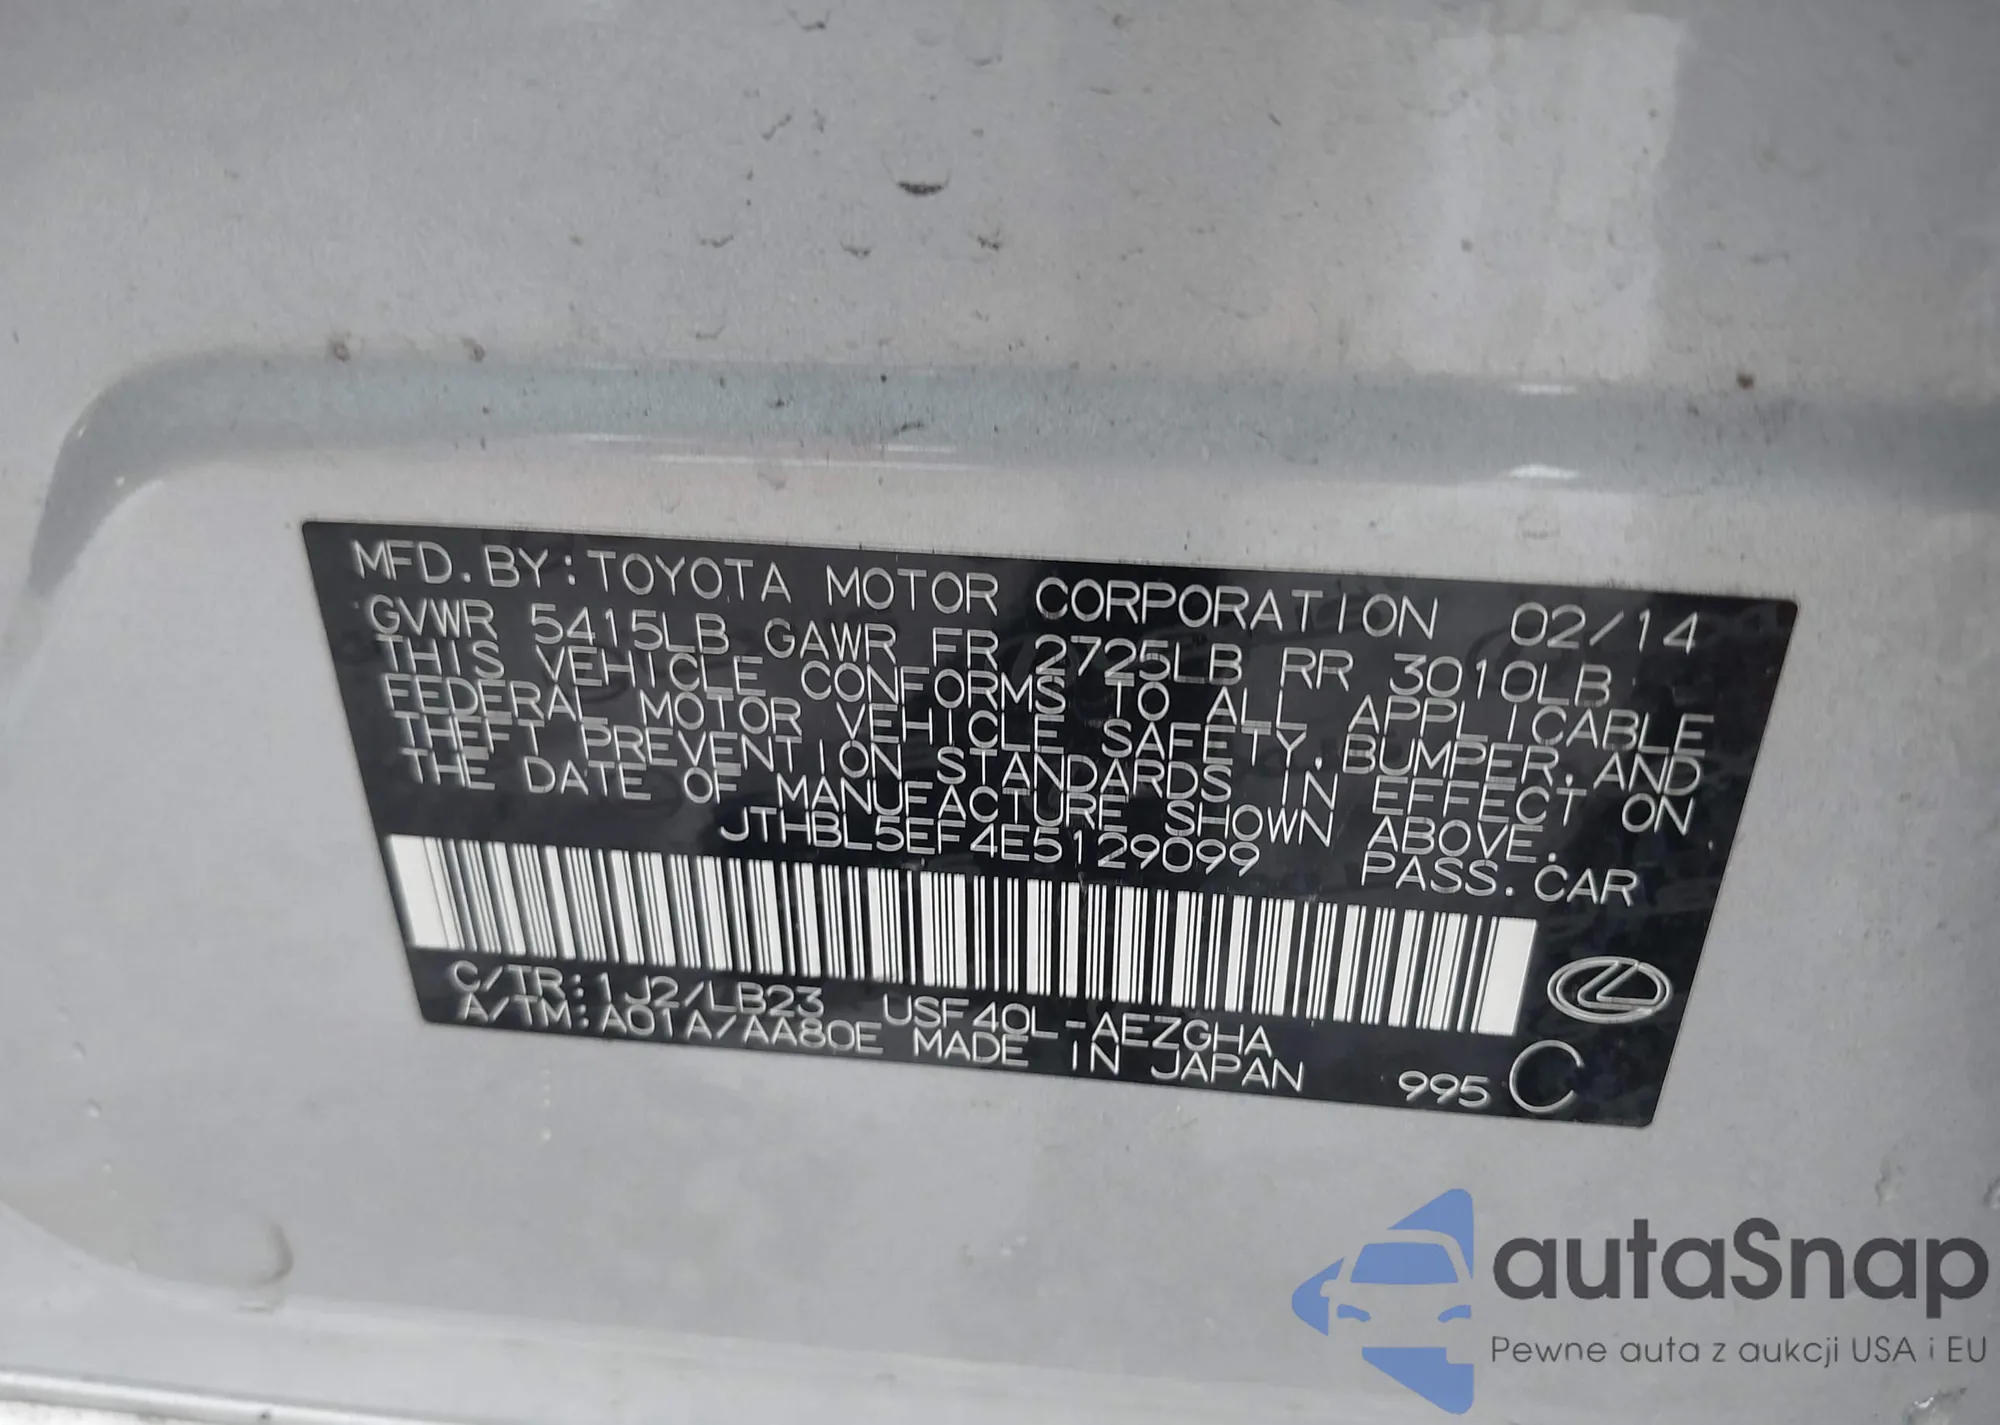 MFD.BY:TOYOTA MOTOR CORPORATION 02/14
GVWR 5415LB GAWR FR 2725LB RR 3010LB
THIS VEHICLE CONFORMS TO ALL APPLICABLE
FEDERAL MOTOR VEHICLE SAFETY,BUMPER,AND
THEFT PREVENTION STANDARDS IN EFFECT ON
THE DATE OF MANUFACTURE SHOWN ABOVE.
JTHBL5EF4E5129099 PASS.CAR
C/TR:1J2/LB23 USF40L-AEZGHA
A/TM:A01A/AA80E MADE IN JAPAN 995 C
autaSnap
Pewne auta z aukcji USA i EU